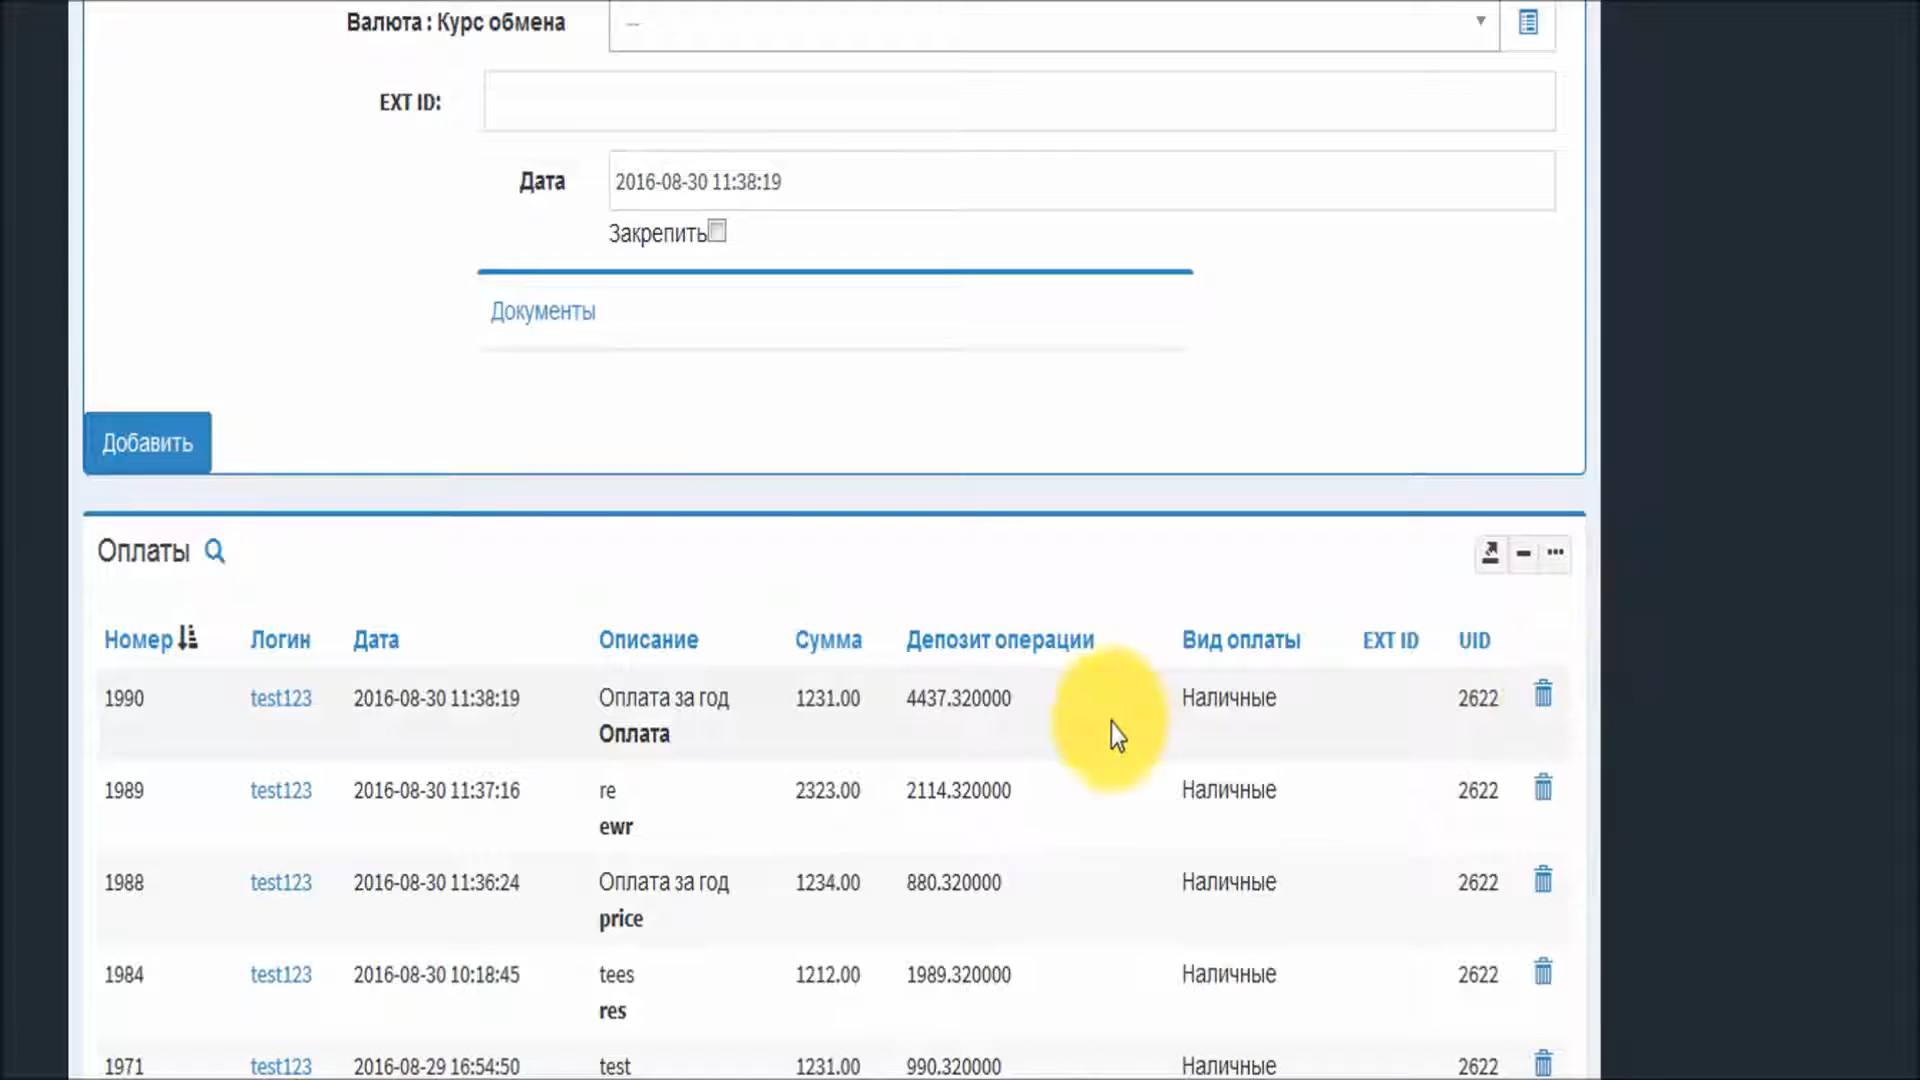 Валюта : Курс обмена
--
EXT ID:
Дата 2016-08-30 11:38:19
Закрепить
Документы
Добавить
Оплаты
Номер Логин Дата Описание Сумма Депозит операции Вид оплаты EXT ID UID
1990 test123 2016-08-30 11:38:19 Оплата за год 1231.00 4437.320000 Наличные 2622
Оплата
1989 test123 2016-08-30 11:37:16 re 2323.00 2114.320000 Наличные 2622
ewr
1988 test123 2016-08-30 11:36:24 Оплата за год 1234.00 880.320000 Наличные 2622
price
1984 test123 2016-08-30 10:18:45 tees 1212.00 1989.320000 Наличные 2622
res
1971 test123 2016-08-29 16:54:50 test 1231.00 990.320000 Наличные 2622